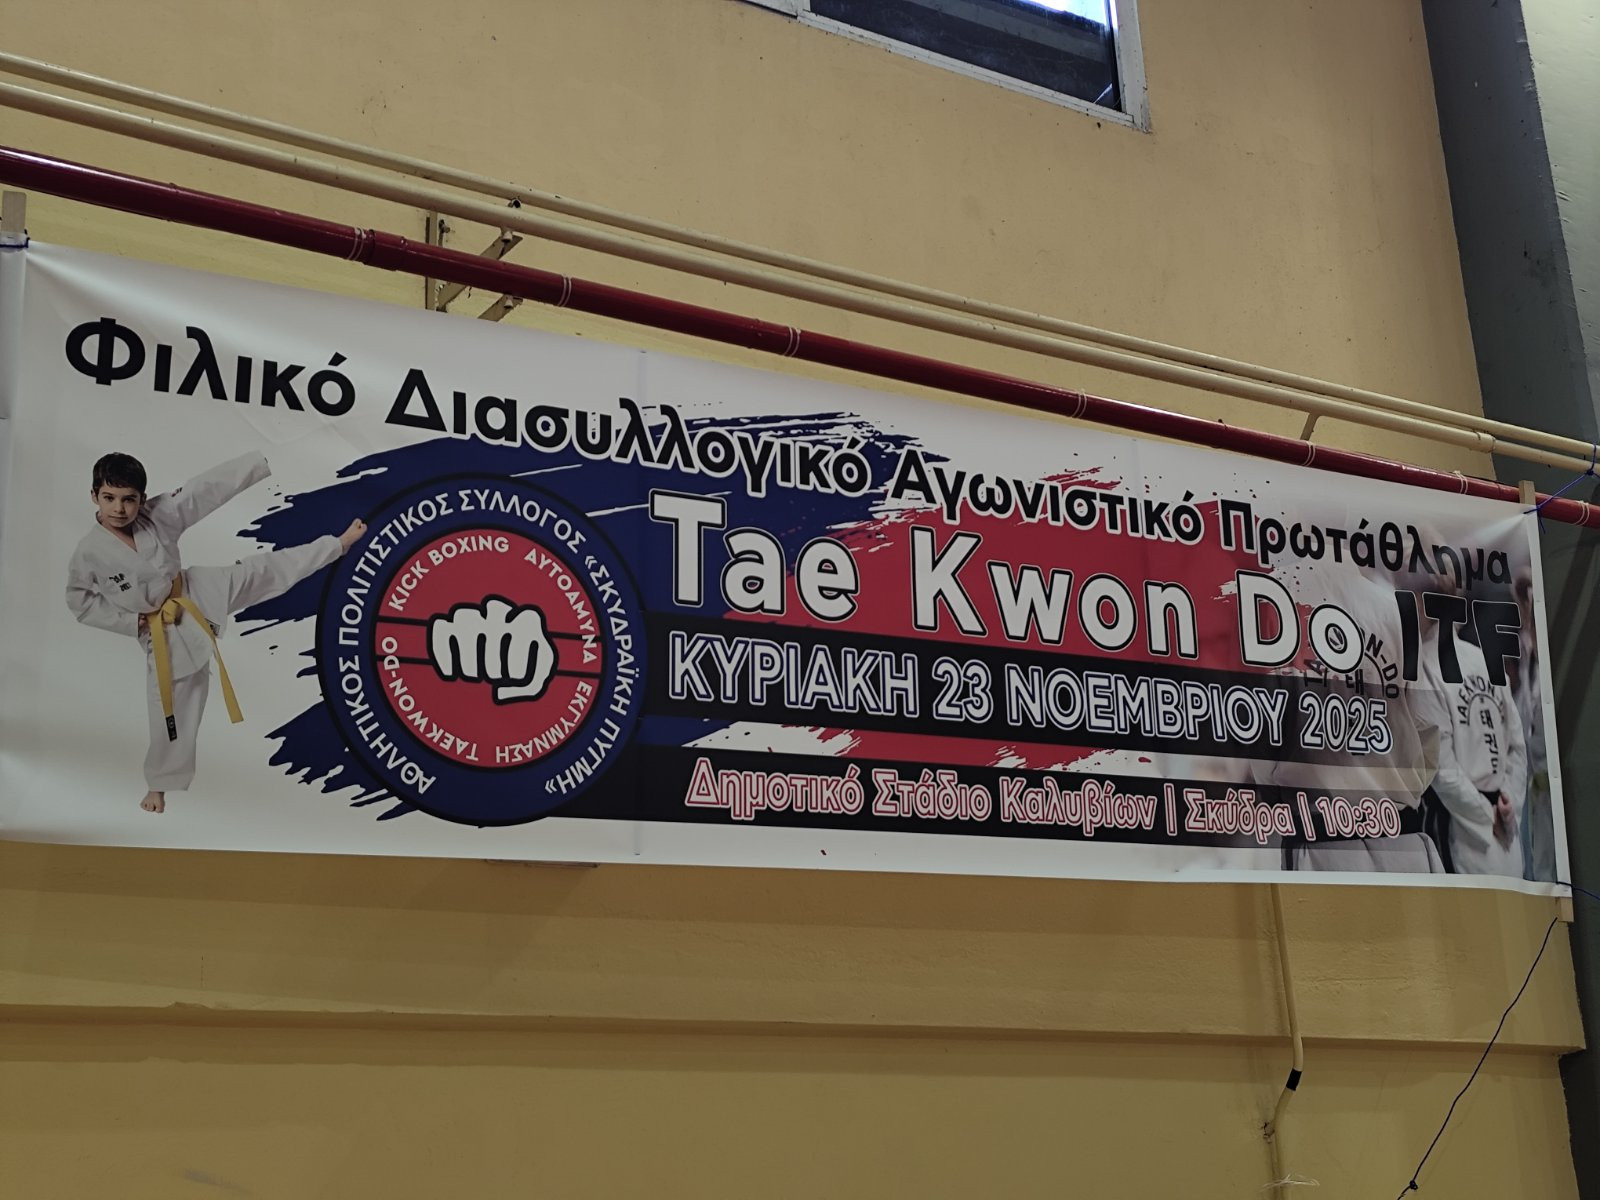 Φιλικό Διασυλλογικό Αγωνιστικό Πρωτάθλημα
Tae Kwon Do ITF
ΚΥΡΙΑΚΗ 23 ΝΟΕΜΒΡΙΟΥ 2025
Δημοτικό Στάδιο Καλυβίων | Σκύδρα | 10:30
ΑΘΛΗΤΙΚΟΣ ΠΟΛΙΤΙΣΤΙΚΟΣ ΣΥΛΛΟΓΟΣ «ΣΚΥΔΡΑΪΚΗ ΠΥΓΜΗ»
TAEKWON-DO KICK BOXING ΑΥΤΟΑΜΥΝΑ ΕΚΓΥΜΝΑΣΗ